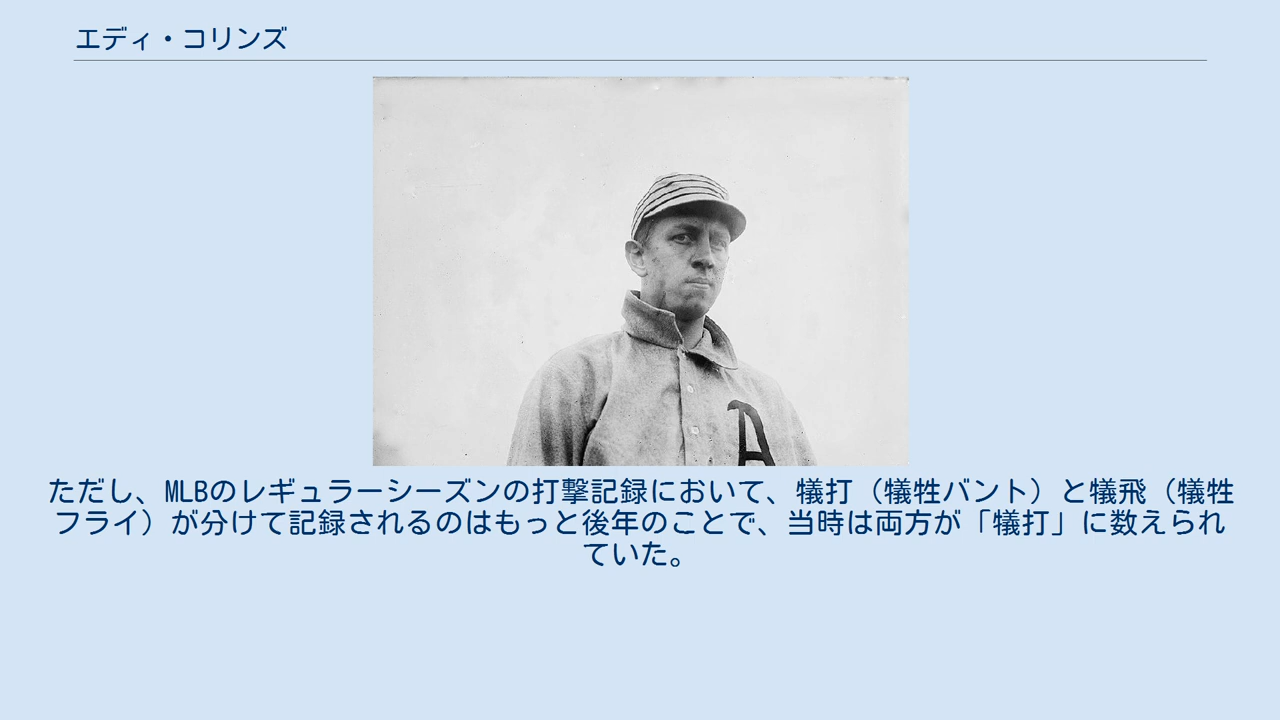 エディ・コリンズ
A
ただし、MLBのレギュラーシーズンの打撃記録において、犠打（犠牲バント）と犠飛（犠牲
フライ）が分けて記録されるのはもっと後年のことで、当時は両方が「犠打」に数えられ
ていた。